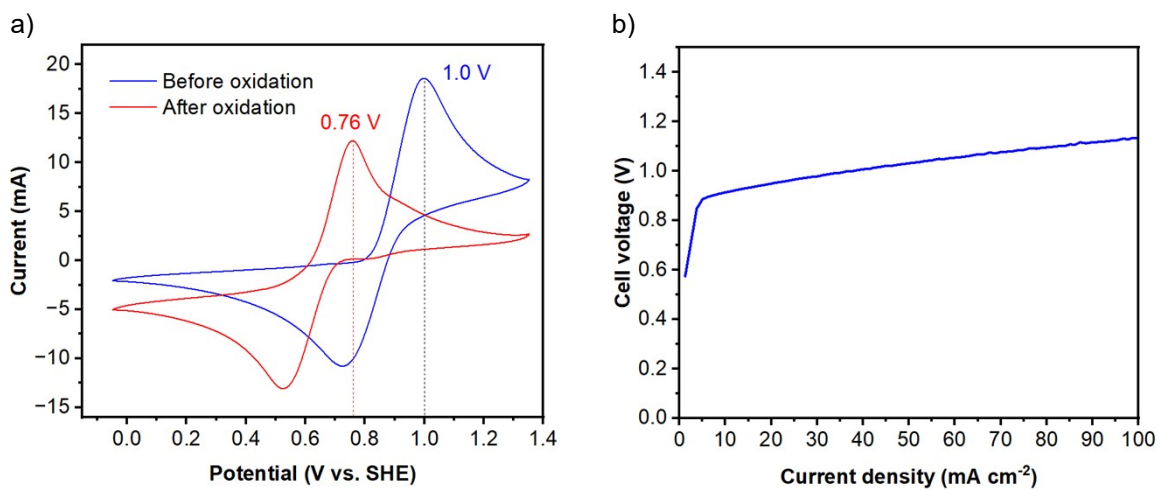 a)
Before oxidation
After oxidation
1.0 V
0.76 V
20
15
10
5
0
−5
−10
−15
Current (mA)
0.0 0.2 0.4 0.6 0.8 1.0 1.2 1.4
Potential (V vs. SHE)
b)
1.4
1.2
1.0
0.8
0.6
0.4
0.2
0.0
Cell voltage (V)
0 10 20 30 40 50 60 70 80 90 100
Current density (mA cm⁻²)